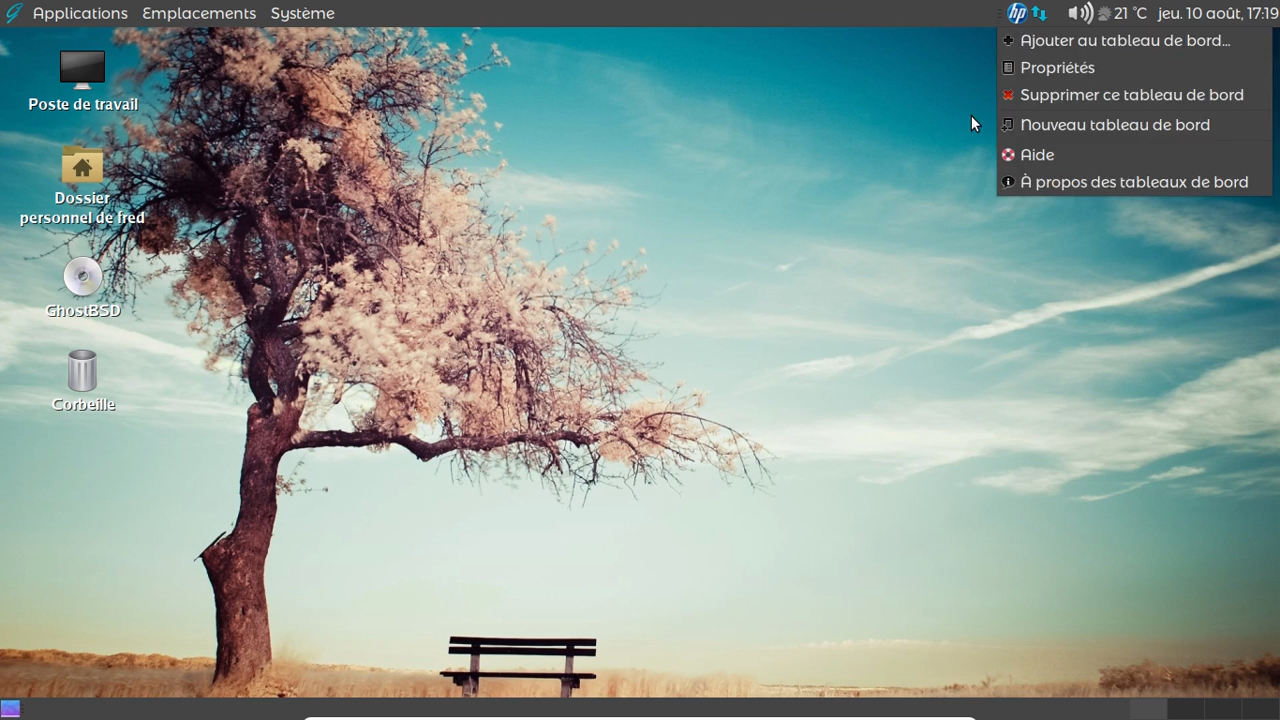 Applications Emplacements Système
hp 21 °C jeu. 10 août, 17:19
Ajouter au tableau de bord...
Propriétés
Supprimer ce tableau de bord
Nouveau tableau de bord
Aide
À propos des tableaux de bord
Poste de travail
Dossier
personnel de fred
GhostBSD
Corbeille